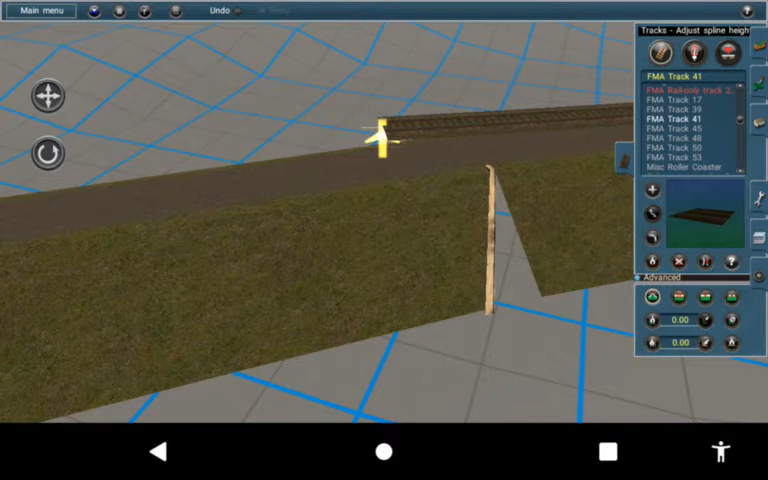 Main menu
Undo
Tracks - Adjust spline heigh
FMA Track 41
FMA Rail-only track 2..
FMA Track 17
FMA Track 39
FMA Track 41
FMA Track 45
FMA Track 48
FMA Track 50
FMA Track 53
Misc Roller Coaster
Advanced
0.00
0.00